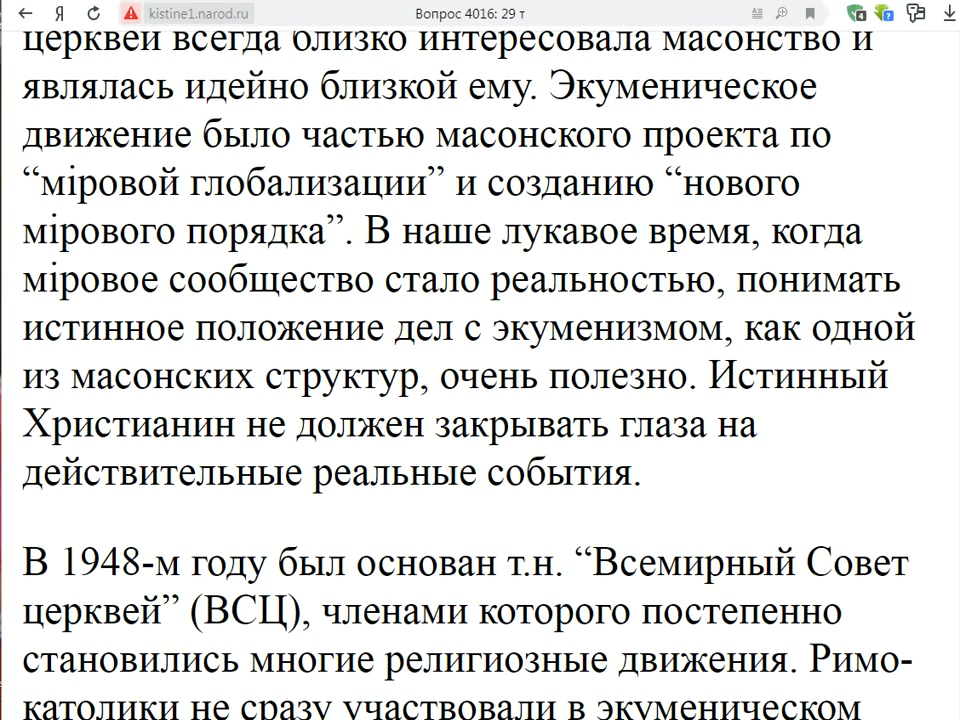 kistine1.narod.ru
Вопрос 4016: 29 т
церквей всегда близко интересовала масонство и
являлась идейно близкой ему. Экуменическое
движение было частью масонского проекта по
“мiровой глобализации” и созданию “нового
мiрового порядка”. В наше лукавое время, когда
мiровое сообщество стало реальностью, понимать
истинное положение дел с экуменизмом, как одной
из масонских структур, очень полезно. Истинный
Христианин не должен закрывать глаза на
действительные реальные события.
В 1948-м году был основан т.н. “Всемирный Совет
церквей” (ВСЦ), членами которого постепенно
становились многие религиозные движения. Римо-
католики не сразу участвовали в экуменическом